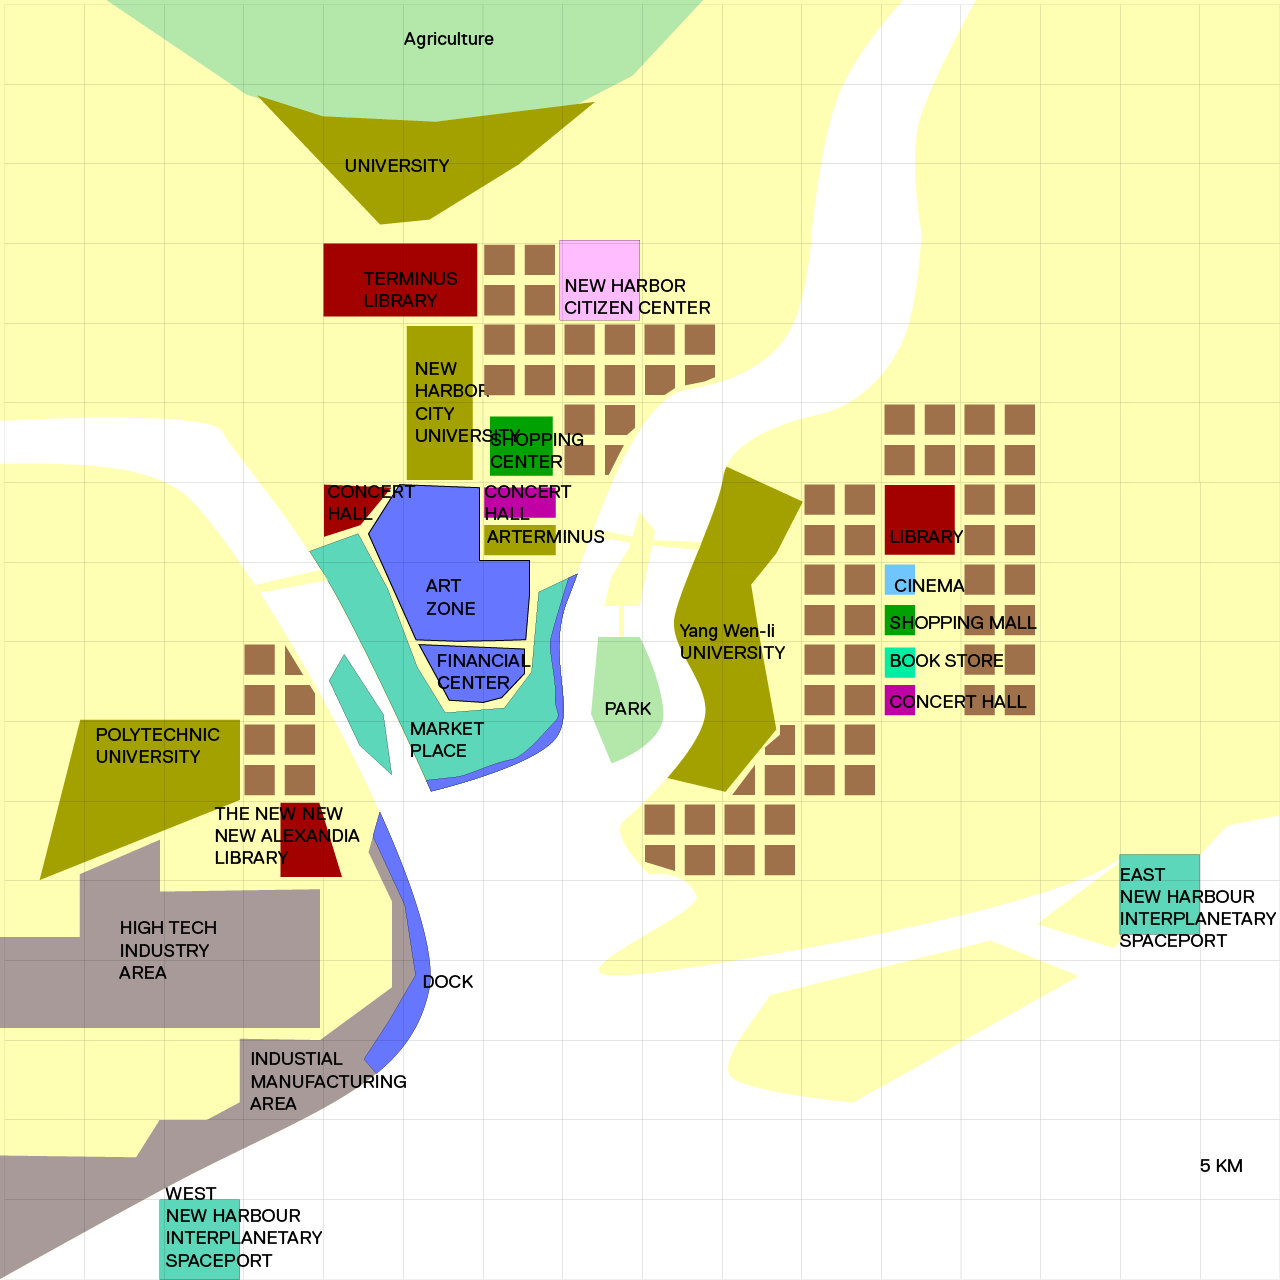 Agriculture
UNIVERSITY
TERMINUS
LIBRARY
NEW HARBOR
CITIZEN CENTER
NEW
HARBOR
CITY
UNIVERSITY
SHOPPING
CENTER
CONCERT
HALL
CONCERT
HALL
ARTERMINUS
LIBRARY
ART
ZONE
CINEMA
SHOPPING MALL
Yang Wen-li
UNIVERSITY
BOOK STORE
FINANCIAL
CENTER
CONCERT HALL
PARK
MARKET
PLACE
POLYTECHNIC
UNIVERSITY
THE NEW NEW
NEW ALEXANDIA
LIBRARY
EAST
NEW HARBOUR
INTERPLANETARY
SPACEPORT
HIGH TECH
INDUSTRY
AREA
DOCK
INDUSTIAL
MANUFACTURING
AREA
5 KM
WEST
NEW HARBOUR
INTERPLANETARY
SPACEPORT